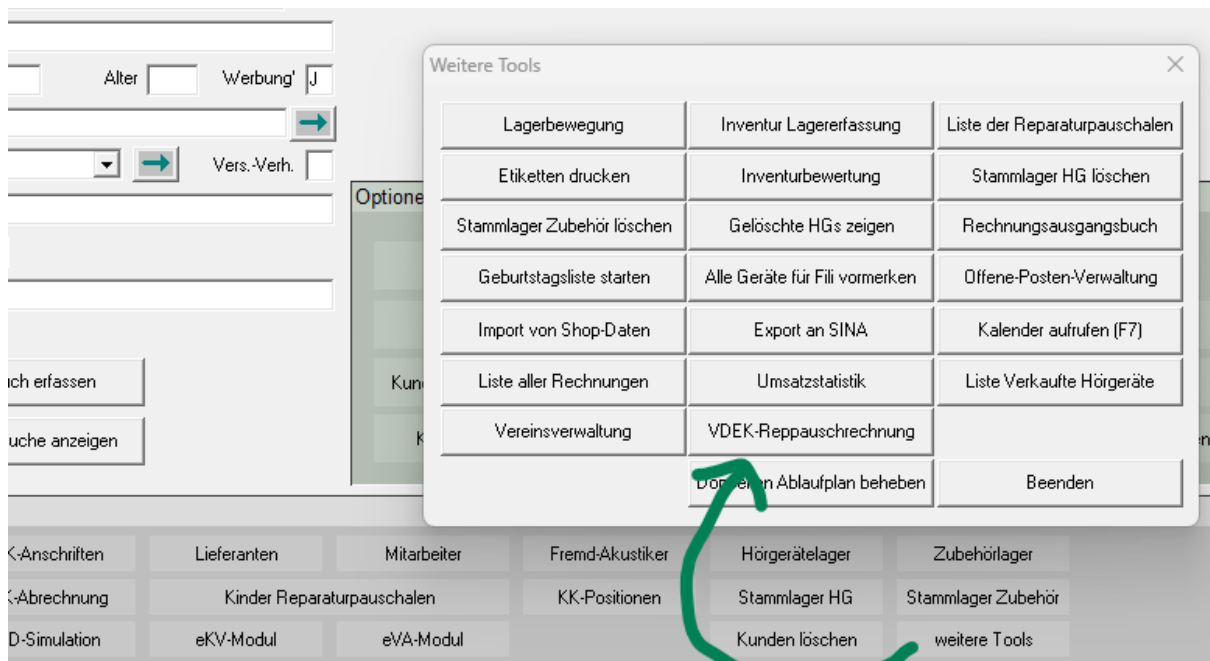 Alter
Werbung' J
Vers.-Verh.
Optione
Weitere Tools
Lagerbewegung
Inventur Lagererfassung
Liste der Reparaturpauschalen
Etiketten drucken
Inventurbewertung
Stammlager HG löschen
Stammlager Zubehör löschen
Gelöschte HGs zeigen
Rechnungsausgangsbuch
Geburtstagsliste starten
Alle Geräte für Fili vormerken
Offene-Posten-Verwaltung
Import von Shop-Daten
Export an SINA
Kalender aufrufen (F7)
Liste aller Rechnungen
Umsatzstatistik
Liste Verkaufte Hörgeräte
Vereinsverwaltung
VDEK-Reppauschrechnung
Ablaufplan beheben
Beenden
ich erfassen
uche anzeigen
Kun
K
K-Anschriften
Lieferanten
Mitarbeiter
Fremd-Akustiker
Hörgerätelager
Zubehörlager
K-Abrechnung
Kinder Reparaturpauschalen
KK-Positionen
Stammlager HG
Stammlager Zubehör
D-Simulation
eKV-Modul
eVA-Modul
Kunden löschen
weitere Tools